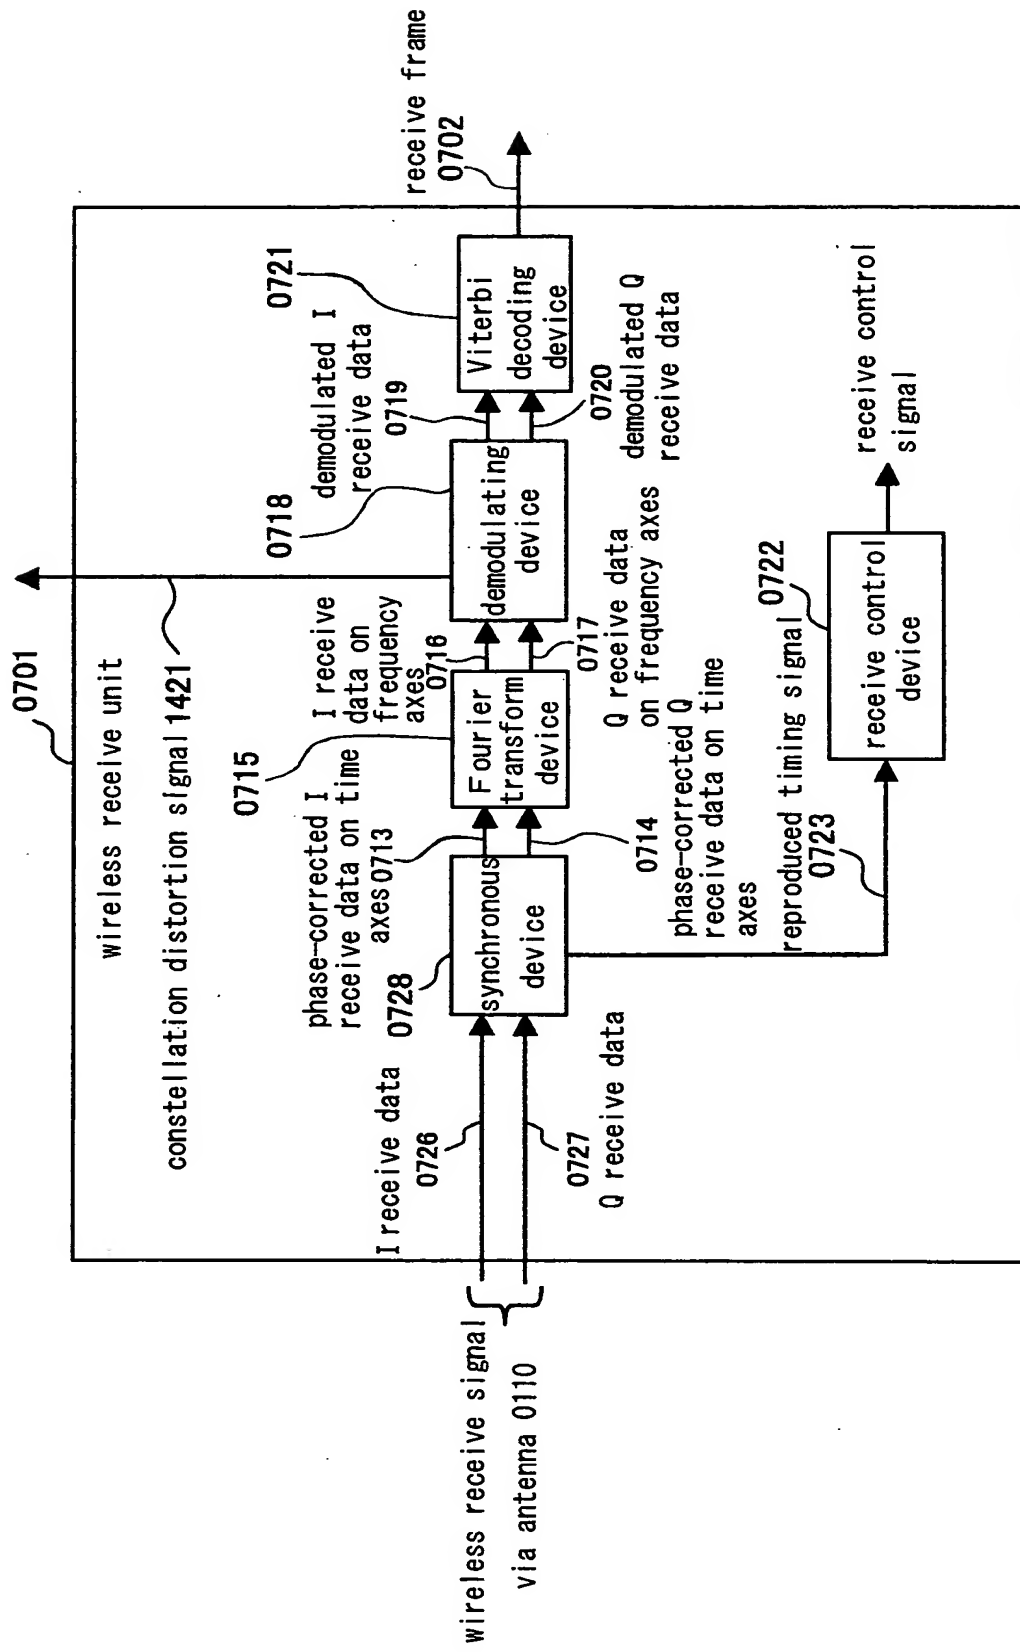 0701
wireless receive unit
constellation distortion signal 1421
receive frame
0702
0721
Viterbi
decoding
device
demodulated I
receive data
0719
0720
demodulated Q
receive data
0718
demodulating
device
I receive
data on
frequency
axes
0716
0717
Q receive data
on frequency axes
0715
Fourier
transform
device
phase-corrected I
receive data on time
axes 0713
0714
phase-corrected Q
receive data on time
axes
0728
synchronous
device
I receive data
0726
0727
Q receive data
wireless receive signal
via antenna 0110
reproduced timing signal
0723
0722
receive control
device
receive control
signal